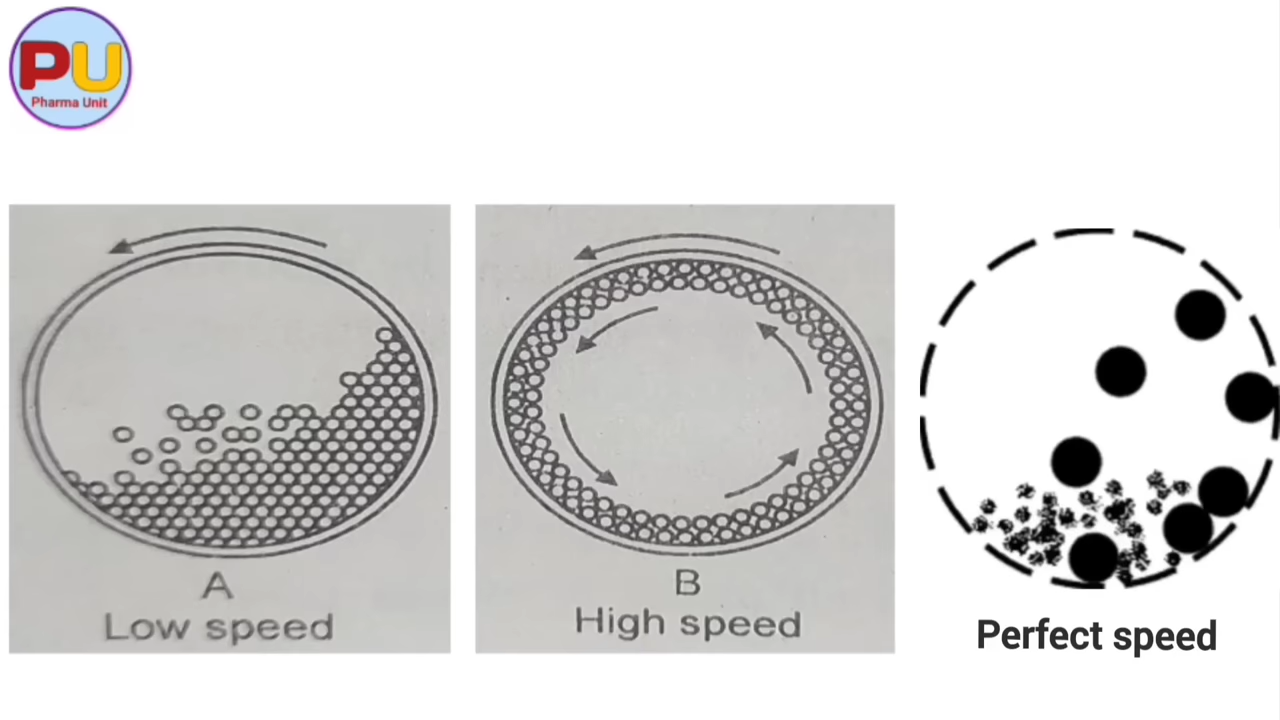 PU
Pharma Unit
A
Low speed
B
High speed
Perfect speed